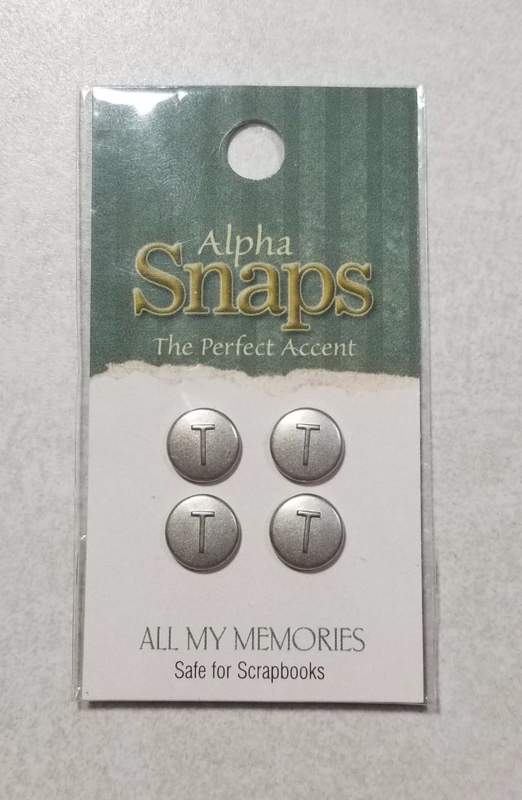 Alpha
Snaps
The Perfect Accent
T T
T T
ALL MY MEMORIES
Safe for Scrapbooks